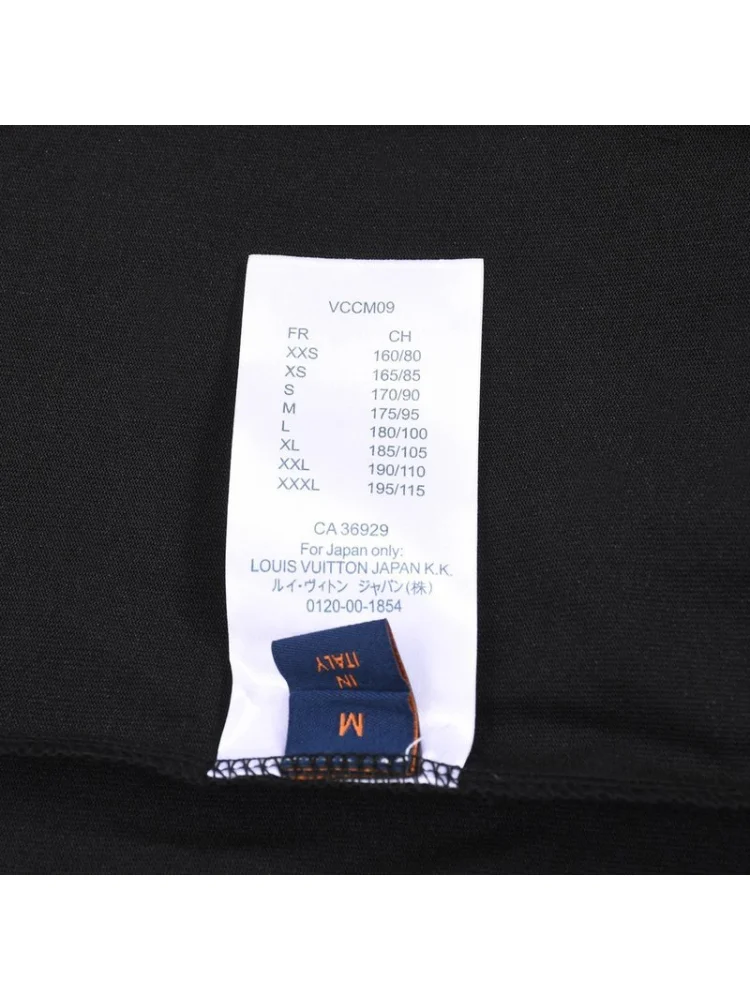 VCCM09
FR CH
XXS 160/80
XS 165/85
S 170/90
M 175/95
L 180/100
XL 185/105
XXL 190/110
XXXL 195/115
CA 36929
For Japan only:
LOUIS VUITTON JAPAN K.K.
ルイ・ヴィトン ジャパン(株)
0120-00-1854
M
IN
ITALY